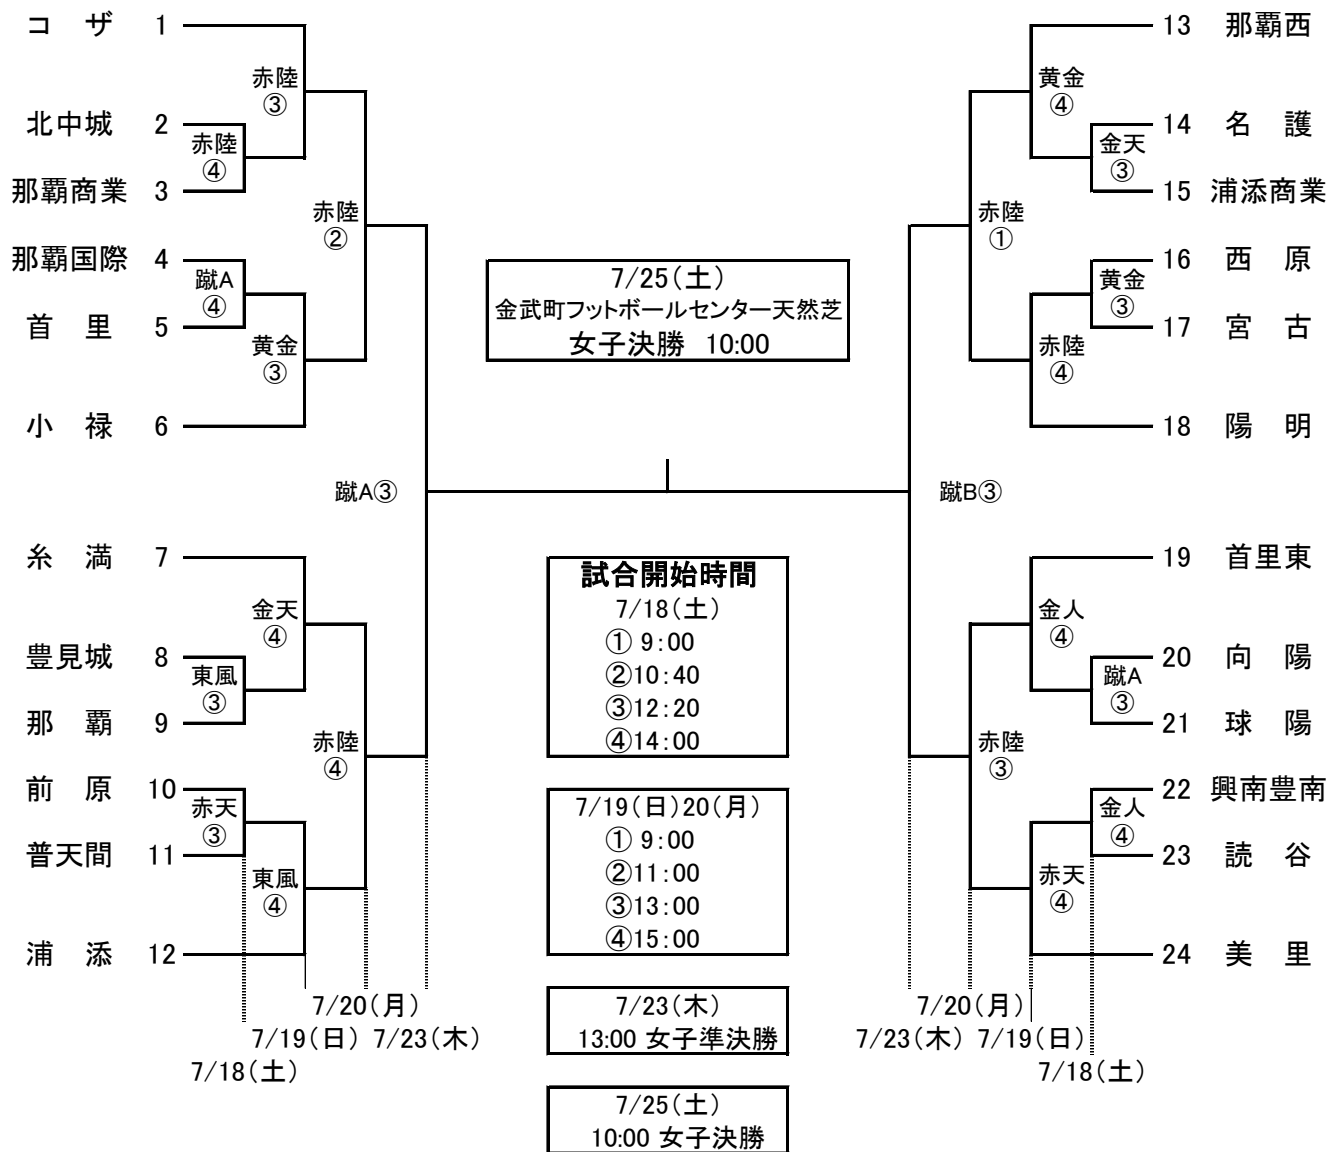 コ ザ 1
赤陸
③
北中城 2
赤陸
④
那覇商業 3
赤陸
②
那覇国際 4
蹴A
④
首 里 5
黄金
③
小 禄 6
蹴A③
糸 満 7
金天
④
豊見城 8
東風
③
那 覇 9
赤陸
④
前 原 10
赤天
③
普天間 11
東風
④
浦 添 12
7/20(月)
7/19(日) 7/23(木)
7/18(土)
7/25(土)
金武町フットボールセンター天然芝
女子決勝 10:00
試合開始時間
7/18(土)
① 9:00
②10:40
③12:20
④14:00
7/19(日)20(月)
① 9:00
②11:00
③13:00
④15:00
7/23(木)
13:00 女子準決勝
7/25(土)
10:00 女子決勝
13 那覇西
黄金
④
14 名 護
金天
③
15 浦添商業
赤陸
①
16 西 原
黄金
③
17 宮 古
赤陸
④
18 陽 明
蹴B③
19 首里東
金人
④
20 向 陽
蹴A
③
21 球 陽
赤陸
③
22 興南豊南
金人
④
23 読 谷
赤天
④
24 美 里
7/20(月)
7/23(木) 7/19(日)
7/18(土)